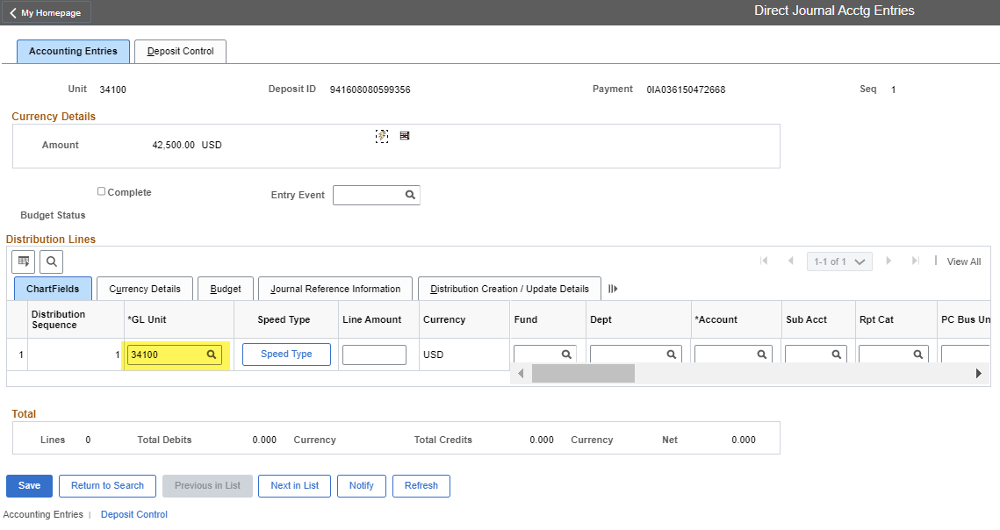 My Homepage
Direct Journal Acctg Entries
Accounting Entries
Deposit Control
Unit 34100 Deposit ID 941608080599356 Payment 0IA036150472668 Seq 1
Currency Details
Amount 42,500.00 USD
Complete
Entry Event
Budget Status
Distribution Lines
1-1 of 1 | View All
ChartFields Currency Details Budget Journal Reference Information Distribution Creation / Update Details
Distribution Sequence *GL Unit Speed Type Line Amount Currency Fund Dept *Account Sub Acct Rpt Cat PC Bus Un
1 1 34100 Speed Type USD
Total
Lines 0 Total Debits 0.000 Currency Total Credits 0.000 Currency Net 0.000
Save Return to Search Previous in List Next in List Notify Refresh
Accounting Entries | Deposit Control